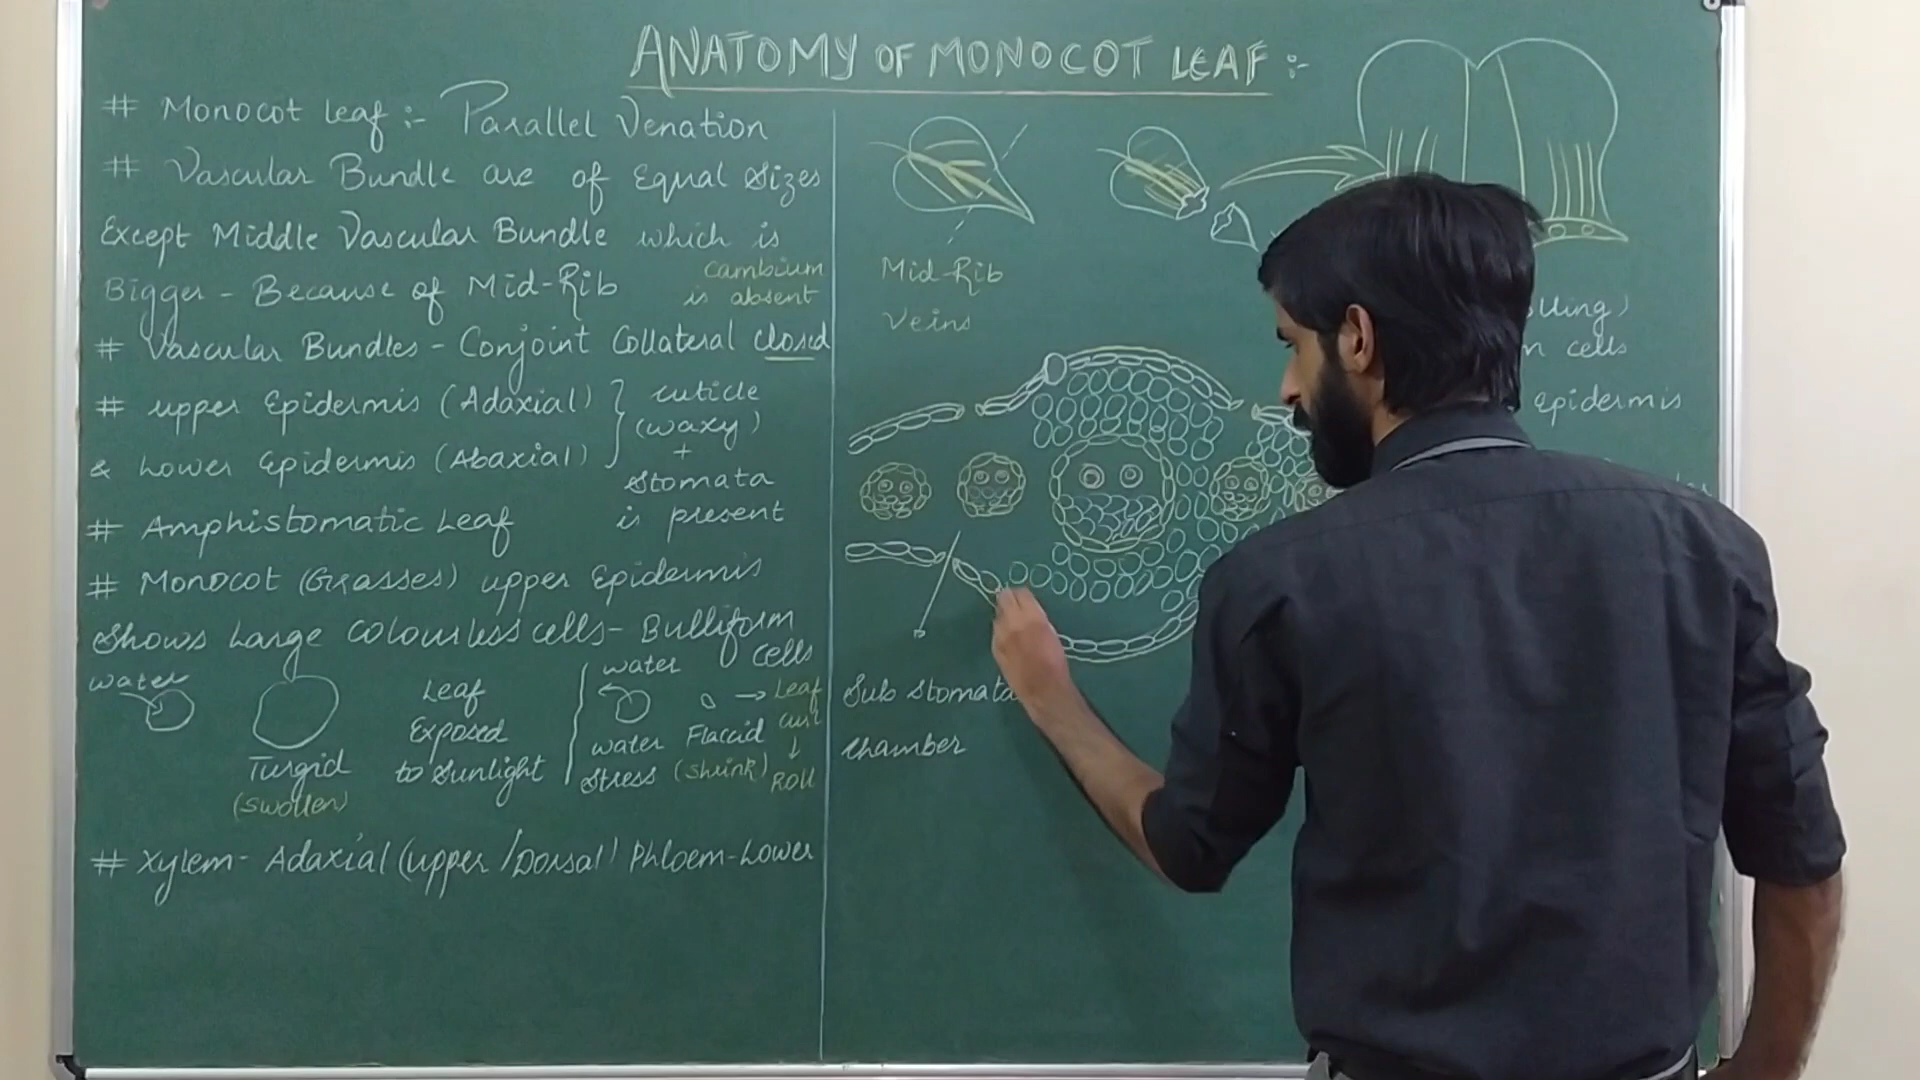 ANATOMY OF MONOCOT LEAF :-
# Monocot Leaf :- Parallel Venation
# Vascular Bundle are of Equal Sizes
Except Middle Vascular Bundle which is
Bigger - Because of Mid-Rib
cambium
is absent
# Vascular Bundles - Conjoint Collateral closed
# upper Epidermis (Adaxial)
& Lower Epidermis (Abaxial)
cuticle
(waxy)
+
Stomata
is present
# Amphistomatic Leaf
# Monocot (Grasses) upper Epidermis
Shows Large Colourless cells - Bulliform
cells
water
Turgid
(swollen)
Leaf
Exposed
to Sunlight
water
water
Stress
Flaccid
(shrink)
→ Leaf
curl
↓
Roll
# Xylem - Adaxial (upper/Dorsal) Phloem - Lower
Mid-Rib
Veins
cells
epidermis
Sub Stomata
chamber